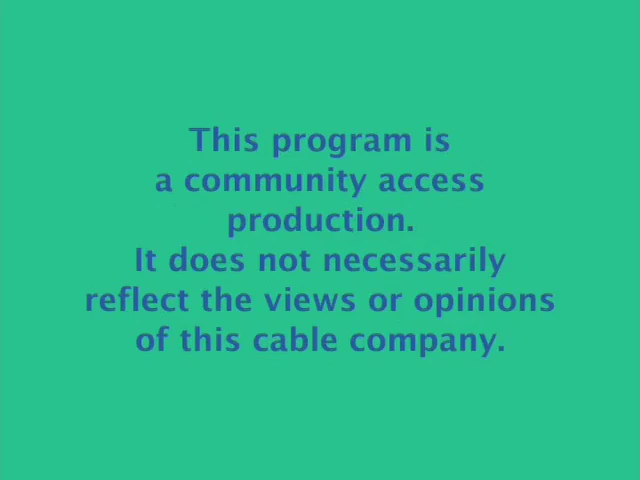 This program is
a community access
production.
It does not necessarily
reflect the views or opinions
of this cable company.